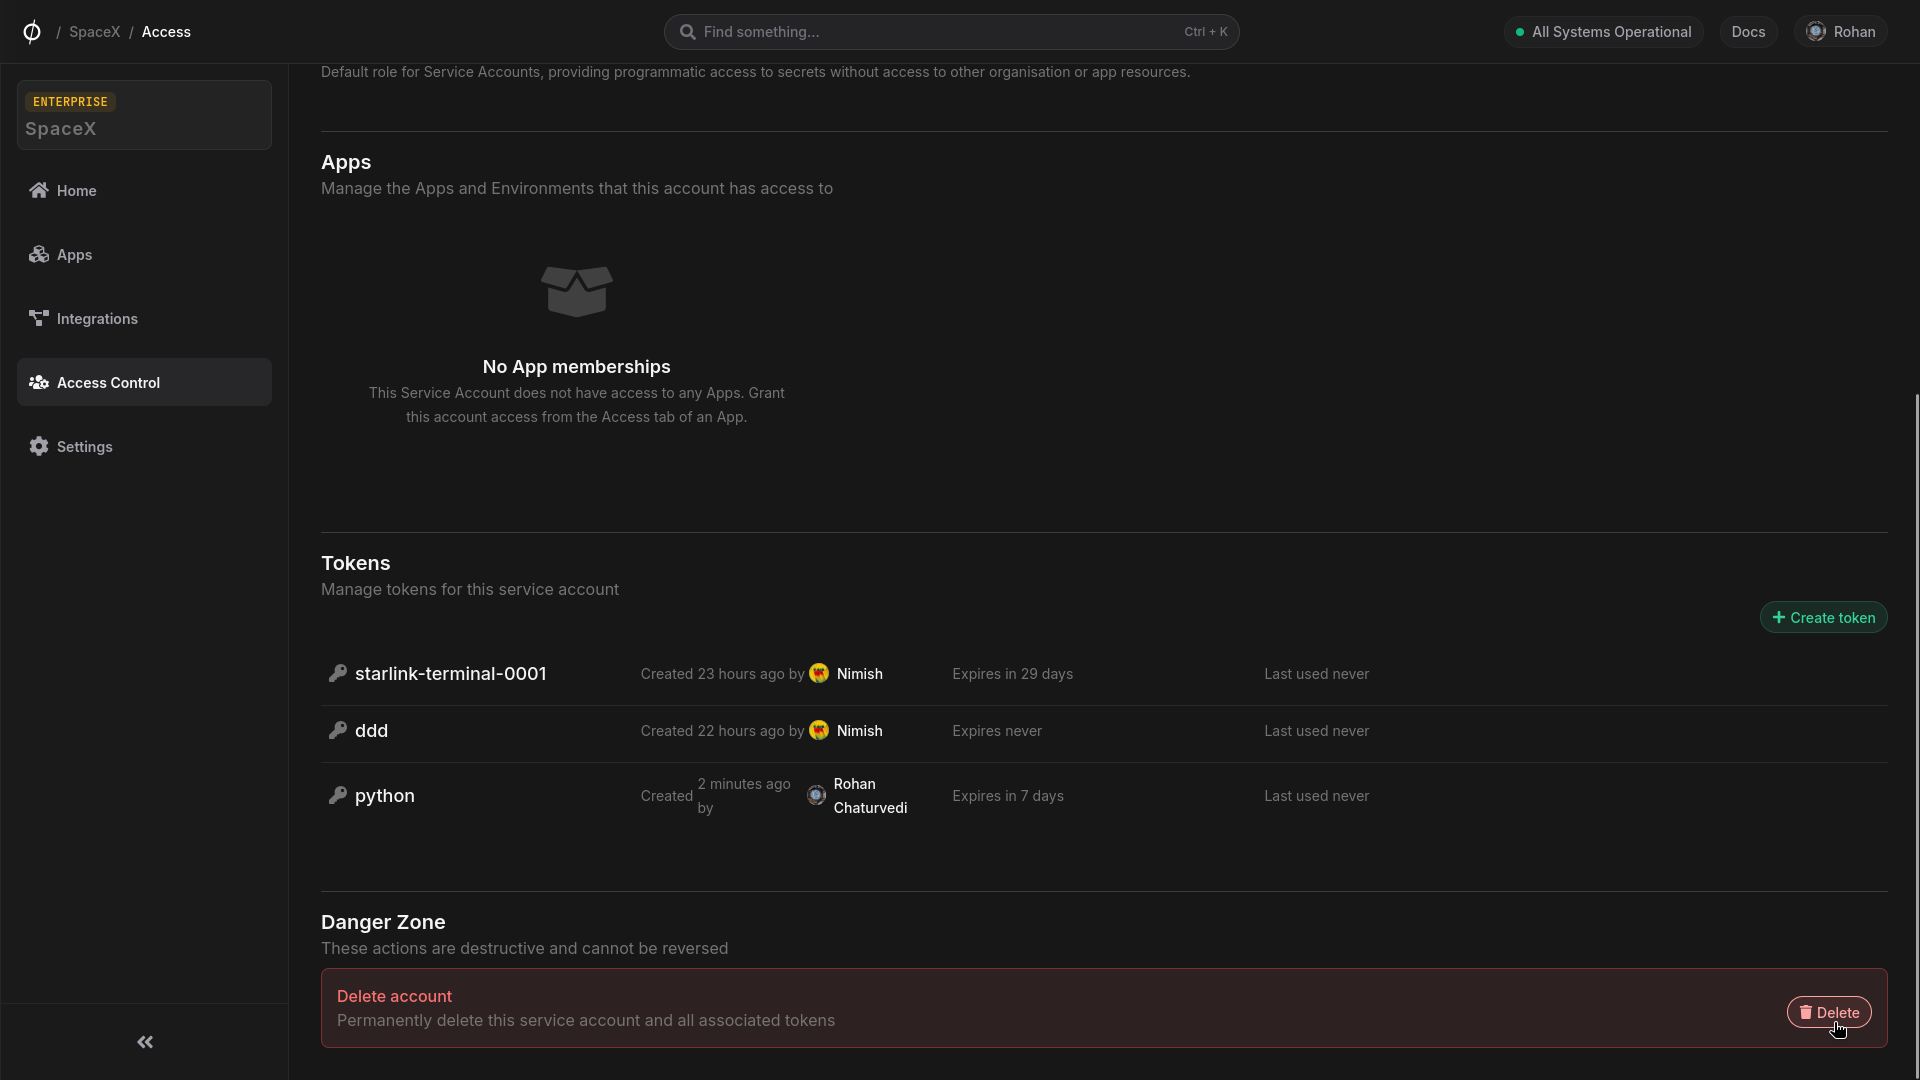 / SpaceX / Access
Find something... Ctrl + K
All Systems Operational
Docs
Rohan
ENTERPRISE
SpaceX
Home
Apps
Integrations
Access Control
Settings
Default role for Service Accounts, providing programmatic access to secrets without access to other organisation or app resources.
Apps
Manage the Apps and Environments that this account has access to
No App memberships
This Service Account does not have access to any Apps. Grant
this account access from the Access tab of an App.
Tokens
Manage tokens for this service account
Create token
starlink-terminal-0001 Created 23 hours ago by Nimish Expires in 29 days Last used never
ddd Created 22 hours ago by Nimish Expires never Last used never
python Created 2 minutes ago by Rohan Chaturvedi Expires in 7 days Last used never
Danger Zone
These actions are destructive and cannot be reversed
Delete account
Permanently delete this service account and all associated tokens
Delete